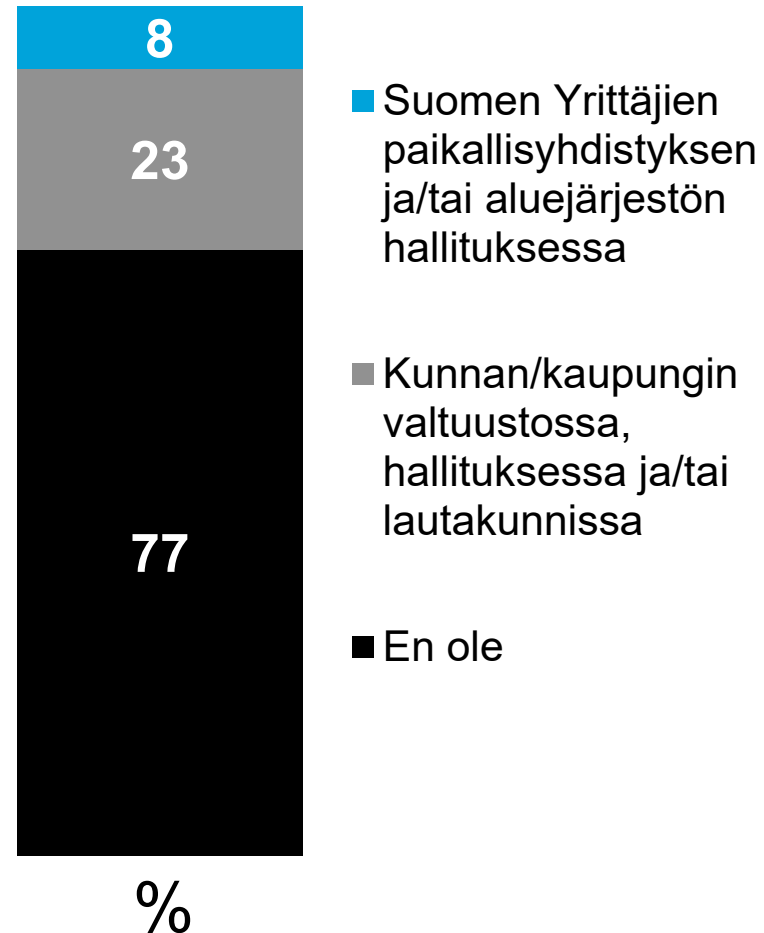 8
23
77
%
Suomen Yrittäjien
paikallisyhdistyksen
ja/tai aluejärjestön
hallituksessa
Kunnan/kaupungin
valtuustossa,
hallituksessa ja/tai
lautakunnissa
En ole